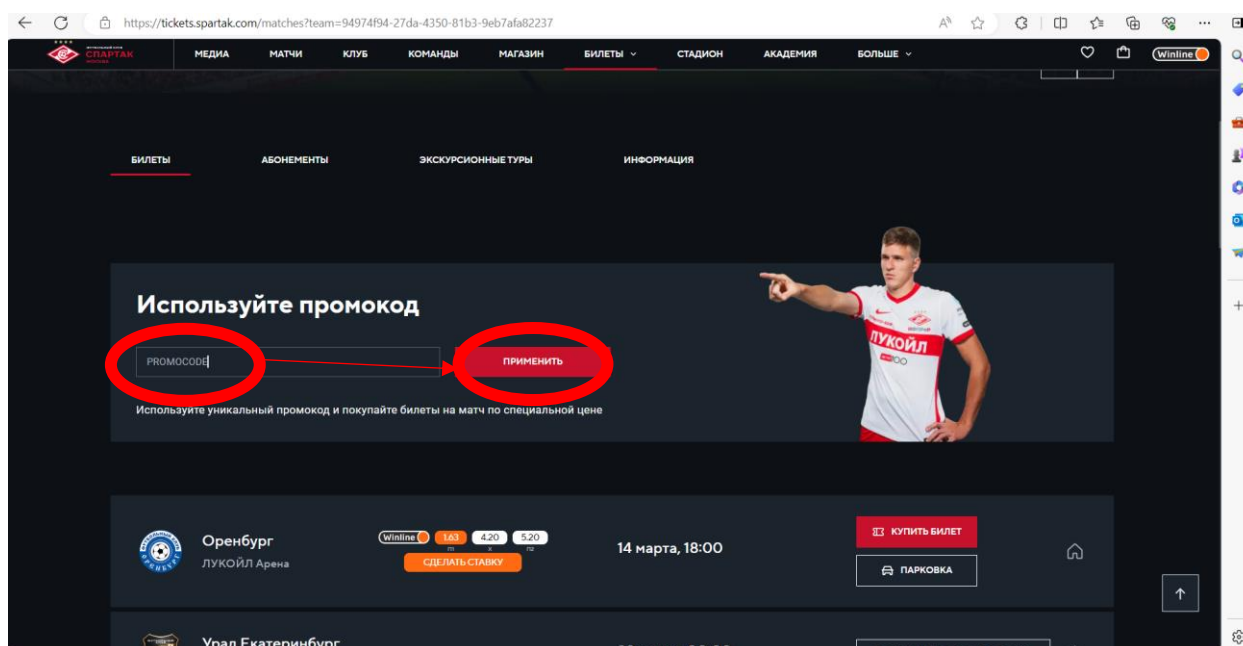 https://tickets.spartak.com/matches?team=94974f94-27da-4350-81b3-9eb7afa82237
СПАРТАК МЕДИА МАТЧИ КЛУБ КОМАНДЫ МАГАЗИН БИЛЕТЫ СТАДИОН АКАДЕМИЯ БОЛЬШЕ Winline
БИЛЕТЫ АБОНЕМЕНТЫ ЭКСКУРСИОННЫЕ ТУРЫ ИНФОРМАЦИЯ
Используйте промокод
PROMOCODE ПРИМЕНИТЬ
Используйте уникальный промокод и покупайте билеты на матч по специальной цене
ЛУКОЙЛ
Оренбург
ЛУКОЙЛ Арена
Winline 1.63 4.20 5.20
П1 X П2
СДЕЛАТЬ СТАВКУ
14 марта, 18:00
КУПИТЬ БИЛЕТ
ПАРКОВКА
Урал Екатеринбург